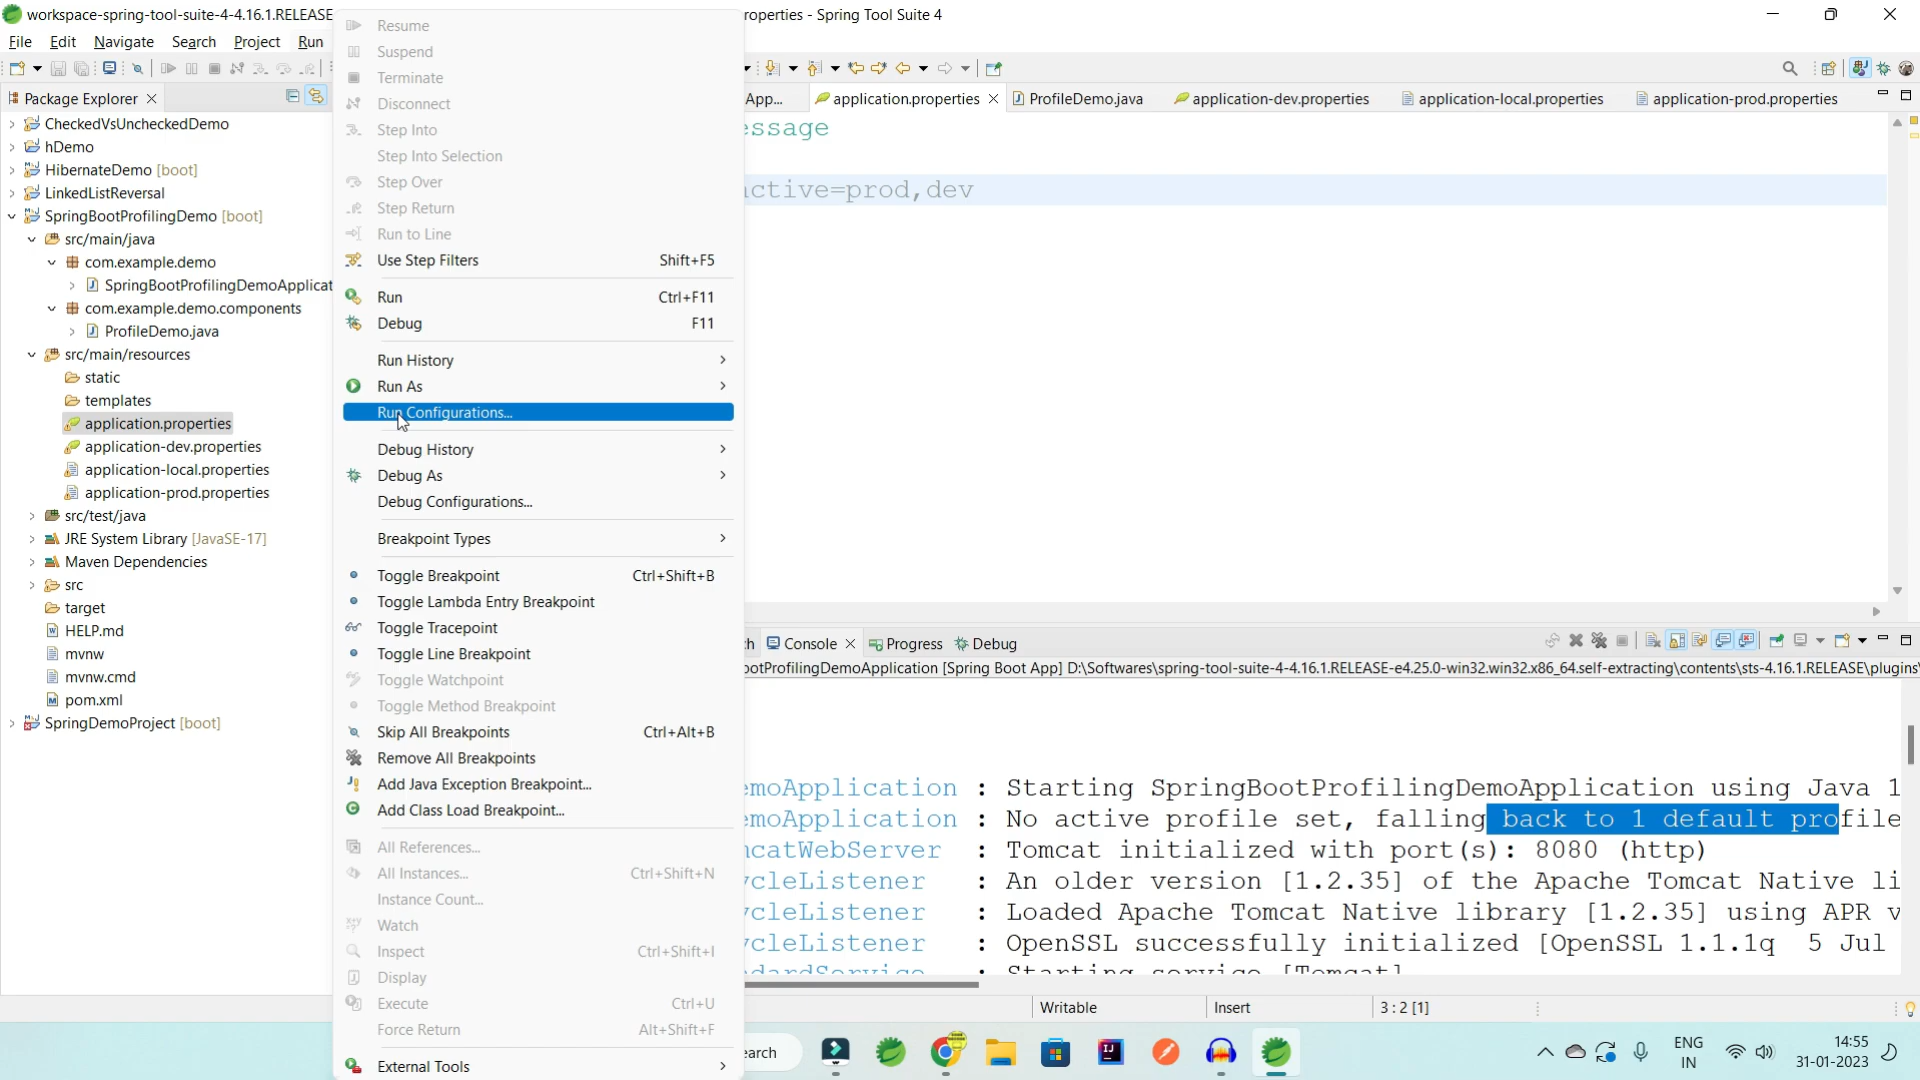 workspace-spring-tool-suite-4-4.16.1.RELEASE
roperties - Spring Tool Suite 4
File Edit Navigate Search Project Run
Package Explorer
CheckedVsUncheckedDemo
hDemo
HibernateDemo [boot]
LinkedListReversal
SpringBootProfilingDemo [boot]
src/main/java
com.example.demo
SpringBootProfilingDemoApplicat
com.example.demo.components
ProfileDemo.java
src/main/resources
static
templates
application.properties
application-dev.properties
application-local.properties
application-prod.properties
src/test/java
JRE System Library [JavaSE-17]
Maven Dependencies
src
target
HELP.md
mvnw
mvnw.cmd
pom.xml
SpringDemoProject [boot]
Resume
Suspend
Terminate
Disconnect
Step Into
Step Into Selection
Step Over
Step Return
Run to Line
Use Step Filters Shift+F5
Run Ctrl+F11
Debug F11
Run History
Run As
Run Configurations...
Debug History
Debug As
Debug Configurations...
Breakpoint Types
Toggle Breakpoint Ctrl+Shift+B
Toggle Lambda Entry Breakpoint
Toggle Tracepoint
Toggle Line Breakpoint
Toggle Watchpoint
Toggle Method Breakpoint
Skip All Breakpoints Ctrl+Alt+B
Remove All Breakpoints
Add Java Exception Breakpoint...
Add Class Load Breakpoint...
All References...
All Instances... Ctrl+Shift+N
Instance Count...
Watch
Inspect Ctrl+Shift+I
Display
Execute Ctrl+U
Force Return Alt+Shift+F
External Tools
App... application.properties ProfileDemo.java application-dev.properties application-local.properties application-prod.properties
essage
active=prod,dev
h Console Progress Debug
ootProfilingDemoApplication [Spring Boot App] D:\Softwares\spring-tool-suite-4-4.16.1.RELEASE-e4.25.0-win32.win32.x86_64.self-extracting\contents\sts-4.16.1.RELEASE\plugins
emoApplication : Starting SpringBootProfilingDemoApplication using Java 1
emoApplication : No active profile set, falling back to 1 default profile
mcatWebServer : Tomcat initialized with port(s): 8080 (http)
ycleListener : An older version [1.2.35] of the Apache Tomcat Native li
ycleListener : Loaded Apache Tomcat Native library [1.2.35] using APR v
ycleListener : OpenSSL successfully initialized [OpenSSL 1.1.1q 5 Jul
ndardService : Starting service [Tomcat]
Writable Insert 3 : 2 [1]
earch
ENG
IN
14:55
31-01-2023